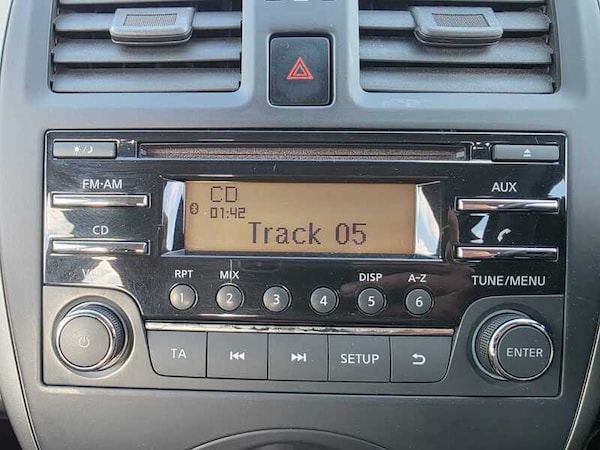 FM·AM
CD
CD
01:42
Track 05
AUX
VOL
TUNE/MENU
RPT
MIX
DISP
A-Z
1
2
3
4
5
6
TA
SETUP
ENTER